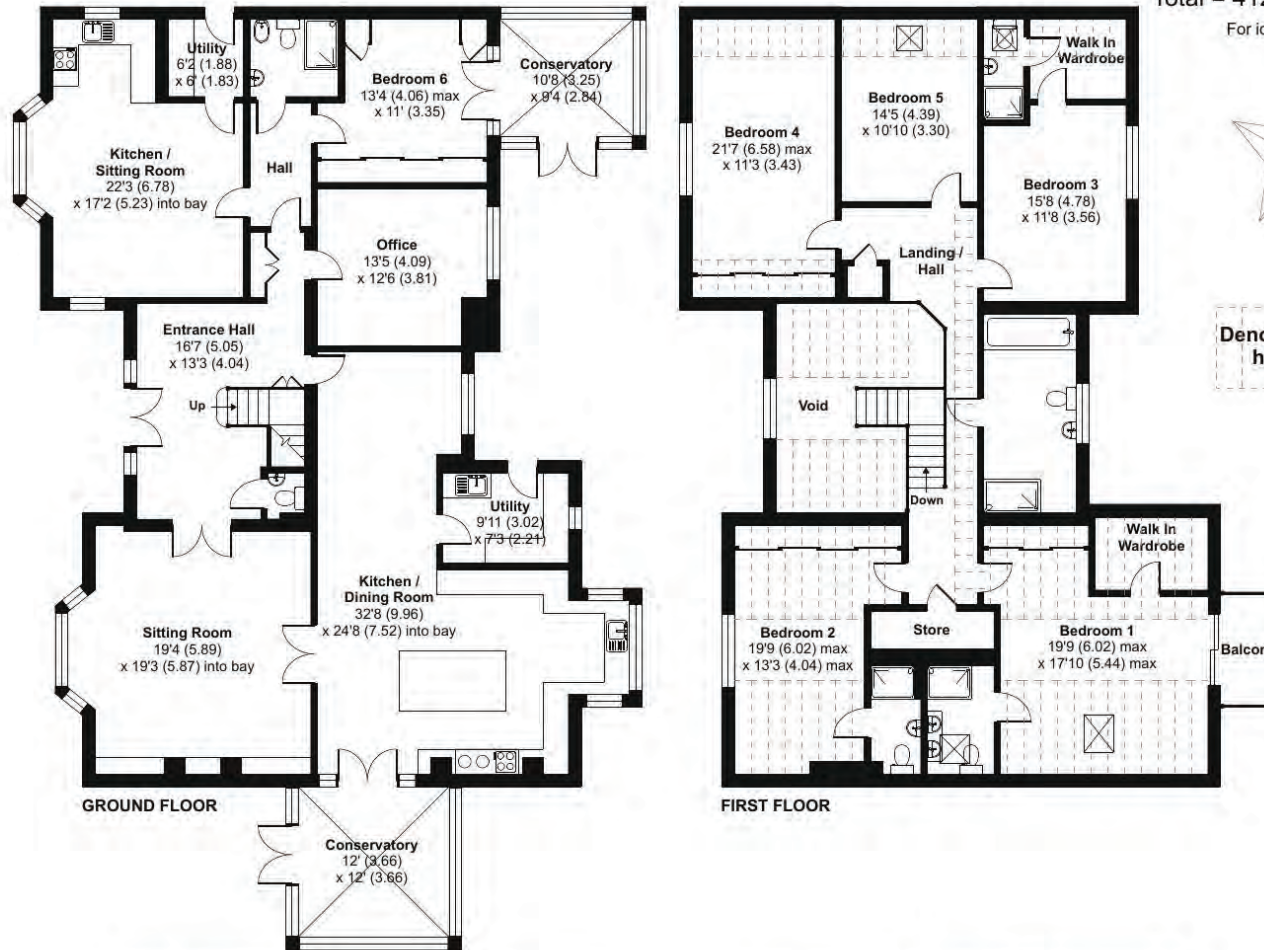 Total = 412
For ic
Utility
6'2 (1.88)
x 6' (1.83)
Bedroom 6
13'4 (4.06) max
x 11' (3.35)
Conservatory
10'8 (3.25)
x 9'4 (2.84)
Kitchen /
Sitting Room
22'3 (6.78)
x 17'2 (5.23) into bay
Hall
Office
13'5 (4.09)
x 12'6 (3.81)
Entrance Hall
16'7 (5.05)
x 13'3 (4.04)
Up
Utility
9'11 (3.02)
x 7'3 (2.21)
Kitchen /
Dining Room
32'8 (9.96)
x 24'8 (7.52) into bay
Sitting Room
19'4 (5.89)
x 19'3 (5.87) into bay
GROUND FLOOR
Conservatory
12' (3.66)
x 12' (3.66)
Bedroom 4
21'7 (6.58) max
x 11'3 (3.43)
Bedroom 5
14'5 (4.39)
x 10'10 (3.30)
Walk In
Wardrobe
Bedroom 3
15'8 (4.78)
x 11'8 (3.56)
Landing /
Hall
Void
Down
Walk In
Wardrobe
Bedroom 2
19'9 (6.02) max
x 13'3 (4.04) max
Store
Bedroom 1
19'9 (6.02) max
x 17'10 (5.44) max
Balcon
FIRST FLOOR
Deno
h